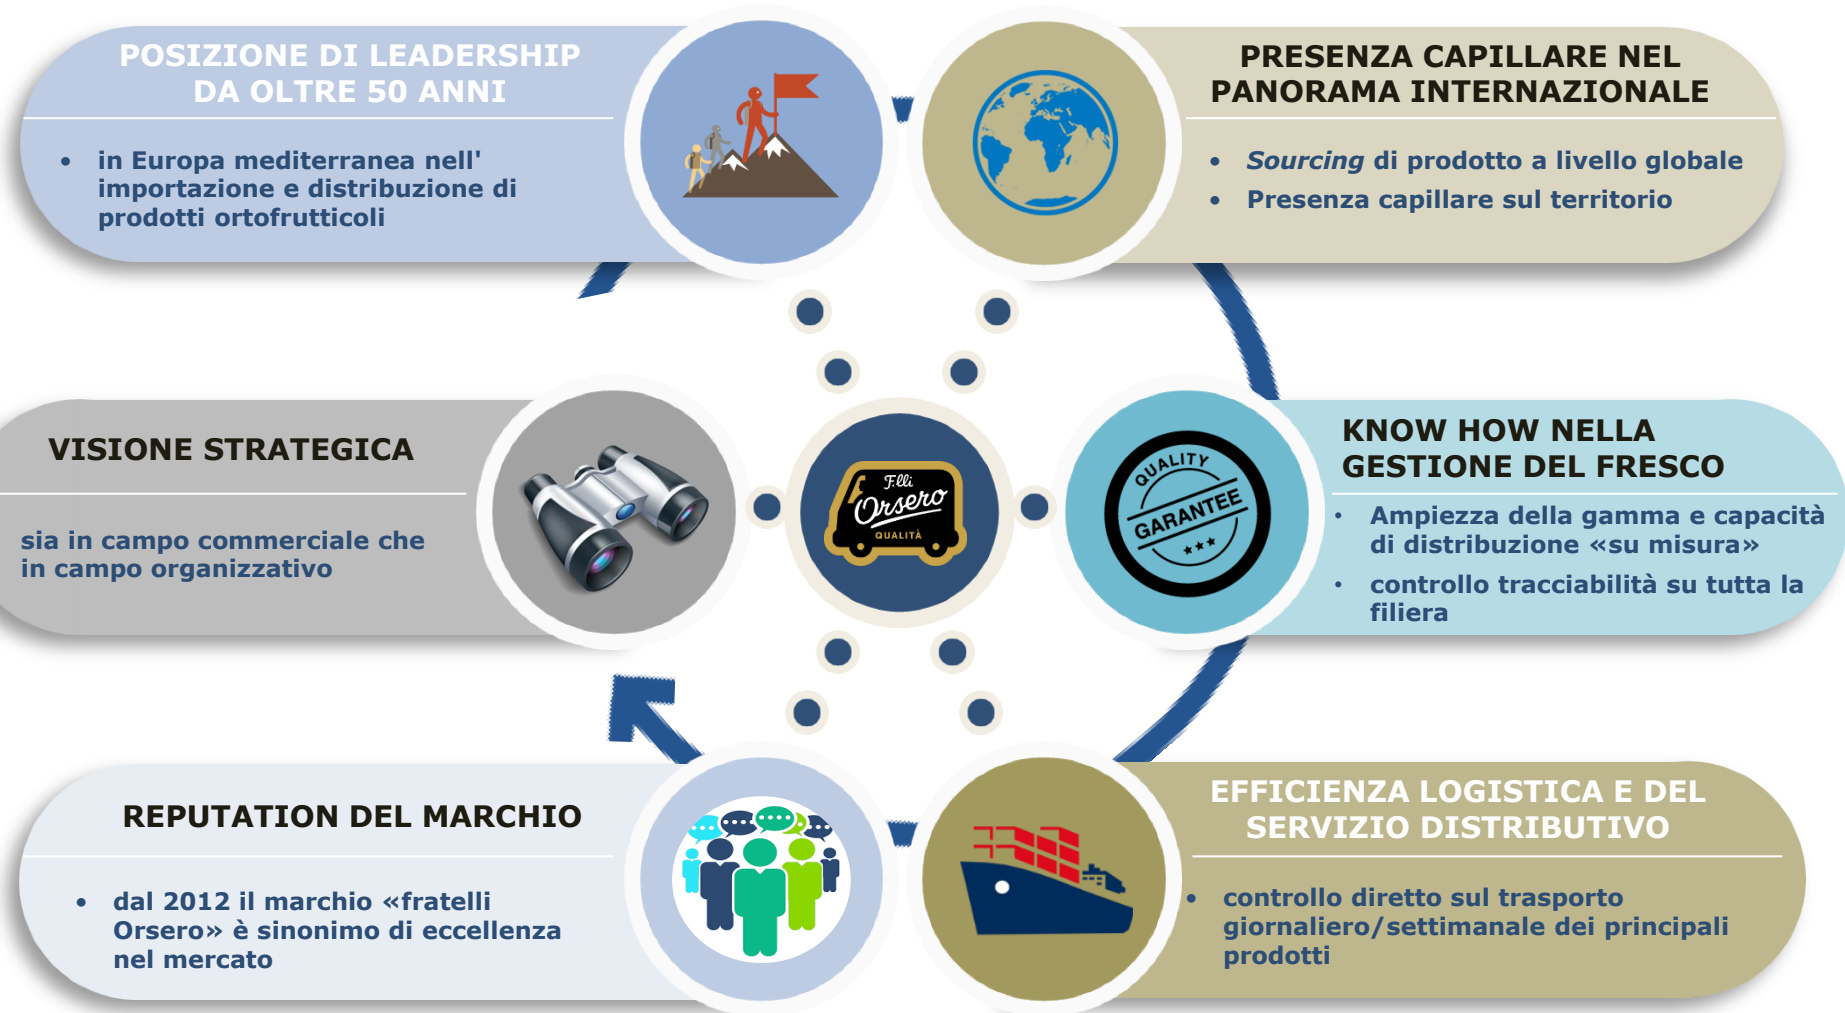 POSIZIONE DI LEADERSHIP
DA OLTRE 50 ANNI
• in Europa mediterranea nell'
importazione e distribuzione di
prodotti ortofrutticoli
PRESENZA CAPILLARE NEL
PANORAMA INTERNAZIONALE
• Sourcing di prodotto a livello globale
• Presenza capillare sul territorio
VISIONE STRATEGICA
sia in campo commerciale che
in campo organizzativo
F.lli
Orsero
QUALITÀ
QUALITY
GARANTEE
KNOW HOW NELLA
GESTIONE DEL FRESCO
• Ampiezza della gamma e capacità
di distribuzione «su misura»
• controllo tracciabilità su tutta la
filiera
REPUTATION DEL MARCHIO
• dal 2012 il marchio «fratelli
Orsero» è sinonimo di eccellenza
nel mercato
EFFICIENZA LOGISTICA E DEL
SERVIZIO DISTRIBUTIVO
• controllo diretto sul trasporto
giornaliero/settimanale dei principali
prodotti